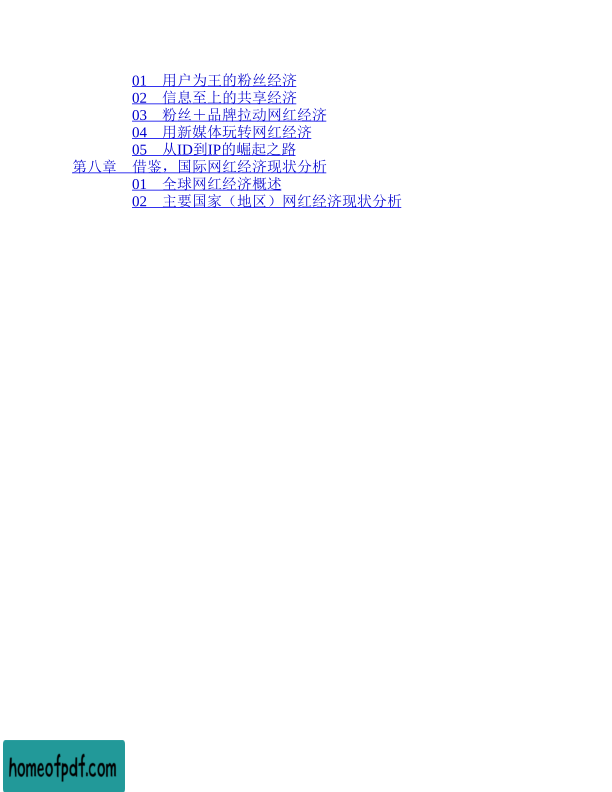 01 用户为王的粉丝经济
02 信息至上的共享经济
03 粉丝＋品牌拉动网红经济
04 用新媒体玩转网红经济
05 从ID到IP的崛起之路
第八章 借鉴，国际网红经济现状分析
01 全球网红经济概述
02 主要国家（地区）网红经济现状分析
homeofpdf.com